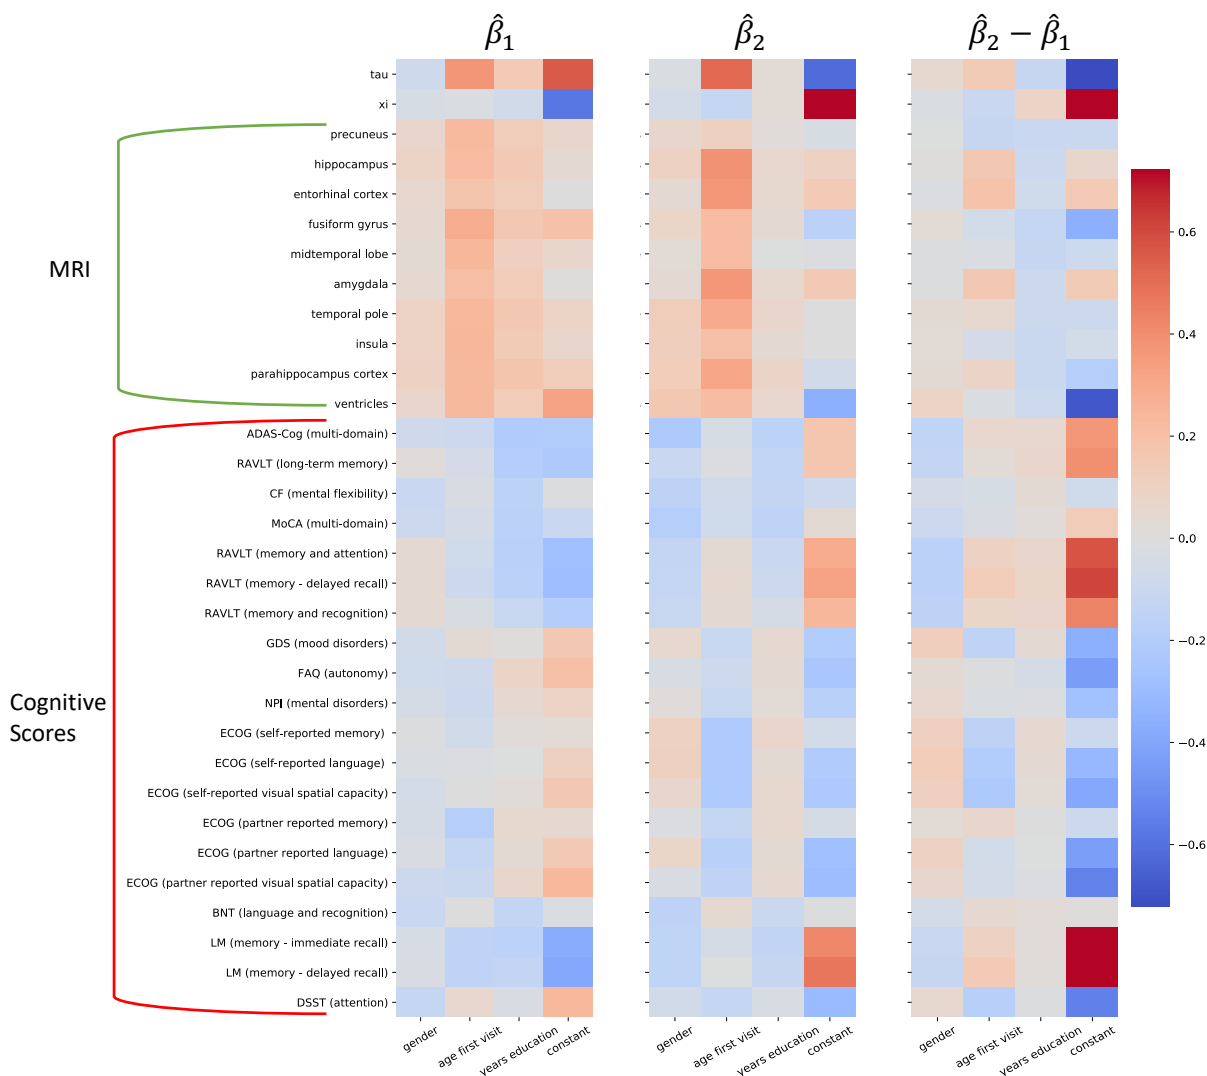 β̂₁
β̂₂
β̂₂ − β̂₁
tau
xi
precuneus
hippocampus
entorhinal cortex
fusiform gyrus
midtemporal lobe
amygdala
temporal pole
insula
parahippocampus cortex
ventricles
MRI
ADAS-Cog (multi-domain)
RAVLT (long-term memory)
CF (mental flexibility)
MoCA (multi-domain)
RAVLT (memory and attention)
RAVLT (memory - delayed recall)
RAVLT (memory and recognition)
GDS (mood disorders)
FAQ (autonomy)
NPI (mental disorders)
ECOG (self-reported memory)
ECOG (self-reported language)
ECOG (self-reported visual spatial capacity)
ECOG (partner reported memory)
ECOG (partner reported language)
ECOG (partner reported visual spatial capacity)
BNT (language and recognition)
LM (memory - immediate recall)
LM (memory - delayed recall)
DSST (attention)
Cognitive
Scores
gender
age first visit
years education
constant
gender
age first visit
years education
constant
gender
age first visit
years education
constant
0.6
0.4
0.2
0.0
−0.2
−0.4
−0.6